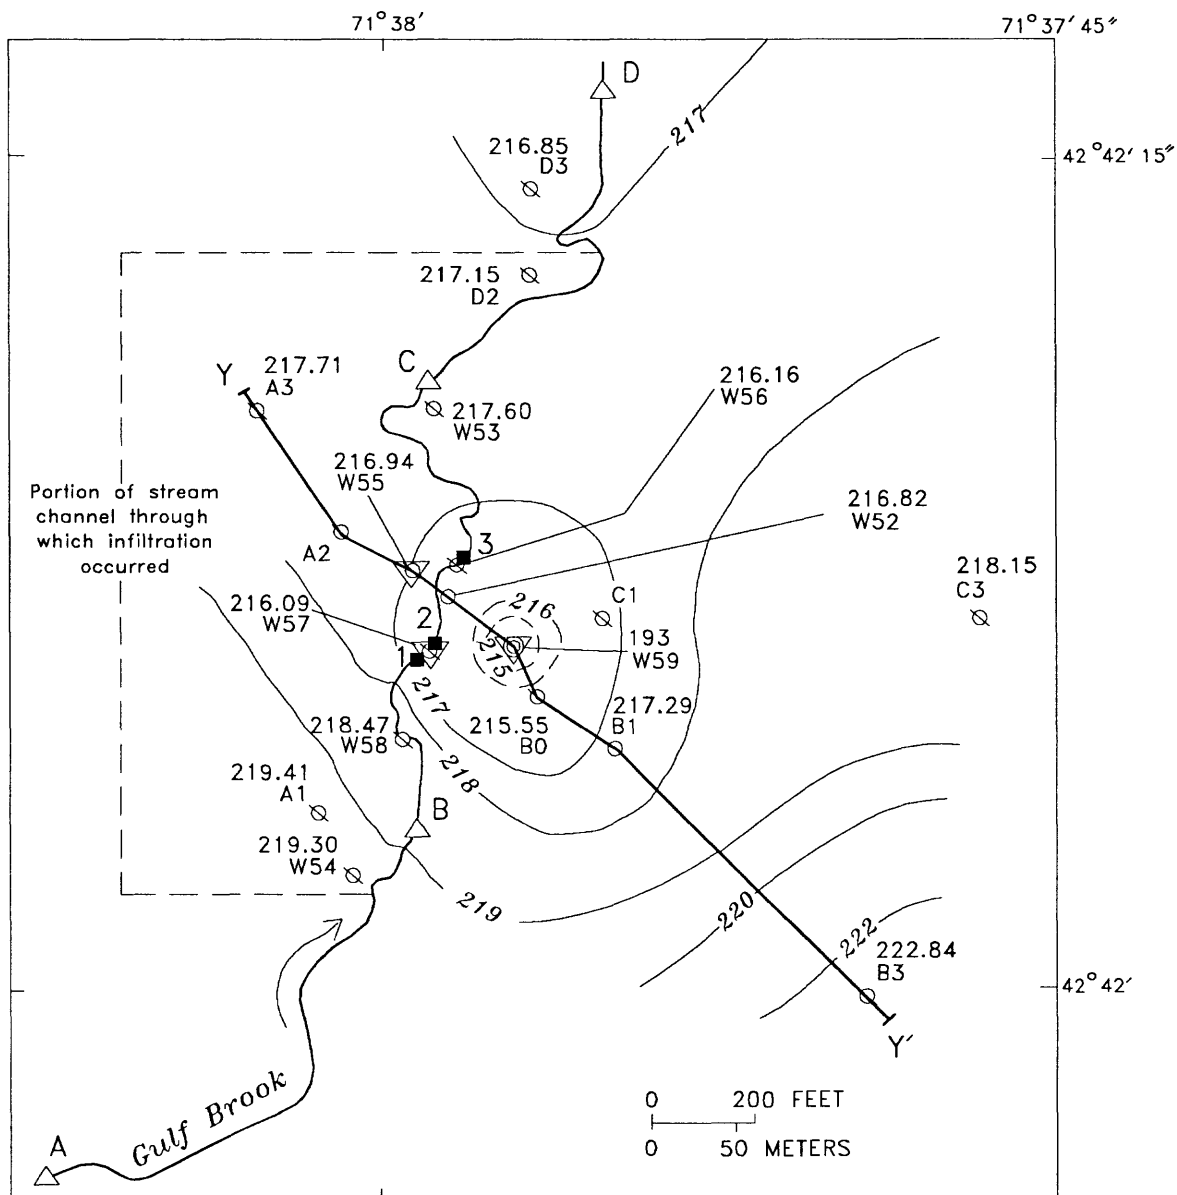 71°38′
71°37′45″
D
217
216.85
D3
42°42′15″
217.15
D2
C
216.16
W56
Y
217.71
A3
217.60
W53
216.94
W55
216.82
W52
Portion of stream
channel through
which infiltration
occurred
A2
3
218.15
C3
C1
216
216.09
W57
2
193
W59
215
1
217
217.29
B1
215.55
B0
218.47
W58
218
219.41
A1
B
219.30
W54
219
220
222
222.84
B3
42°42′
Y′
Gulf Brook
A
0 200 FEET
0 50 METERS